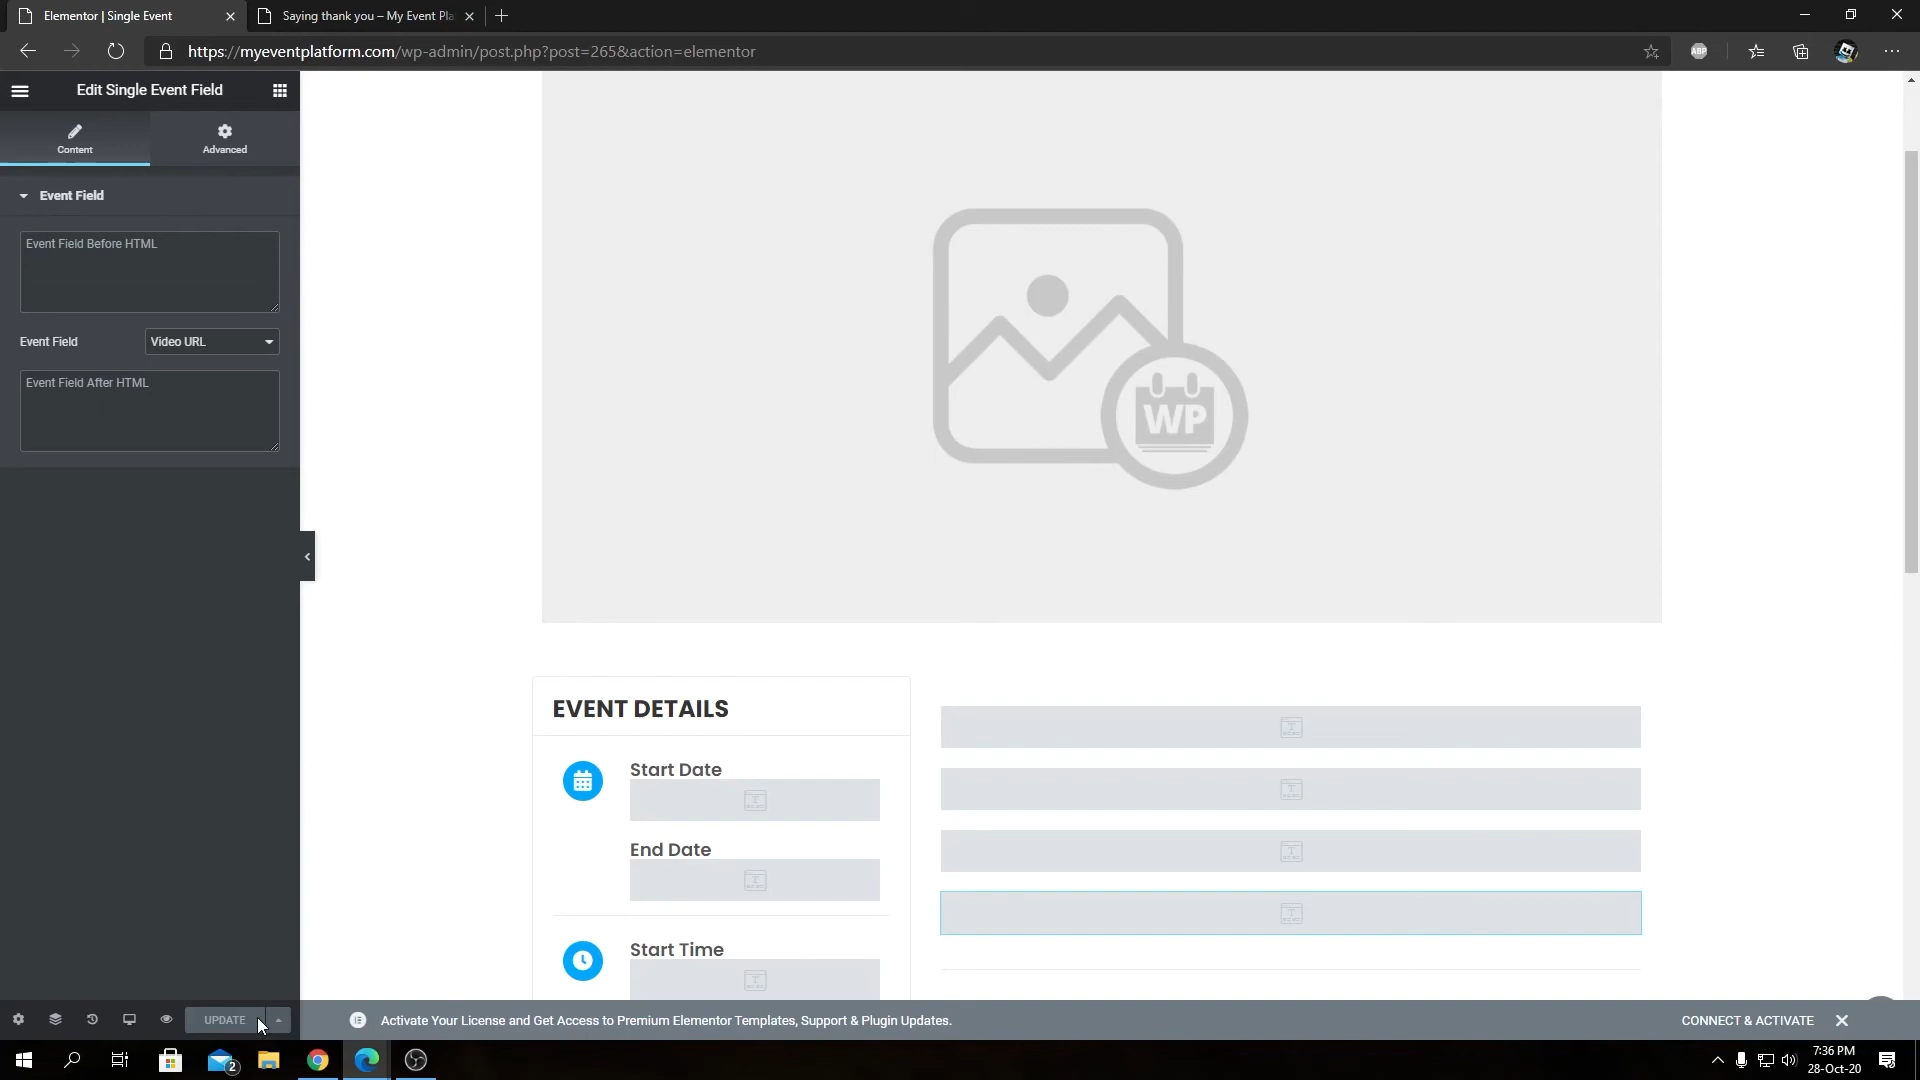 Elementor | Single Event
Saying thank you – My Event Pla
https://myeventplatform.com/wp-admin/post.php?post=265&action=elementor
ABP
Edit Single Event Field
Content
Advanced
Event Field
Event Field Before HTML
Event Field
Video URL
Event Field After HTML
WP
EVENT DETAILS
Start Date
End Date
Start Time
UPDATE
Activate Your License and Get Access to Premium Elementor Templates, Support & Plugin Updates.
CONNECT & ACTIVATE
2
7:36 PM
28-Oct-20